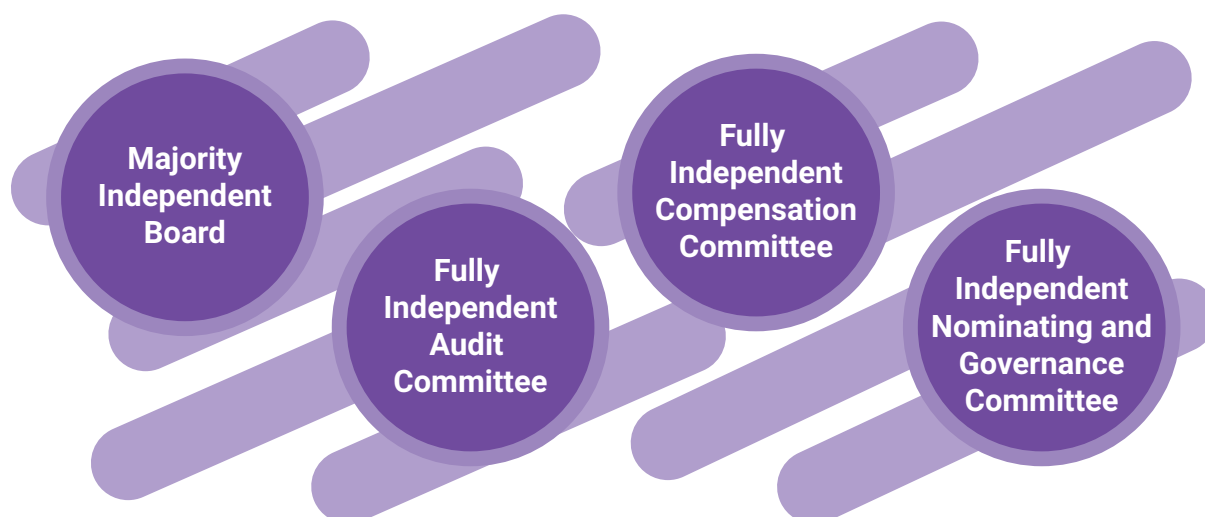 Majority
Independent
Board
Fully
Independent
Audit
Committee
Fully
Independent
Compensation
Committee
Fully
Independent
Nominating and
Governance
Committee